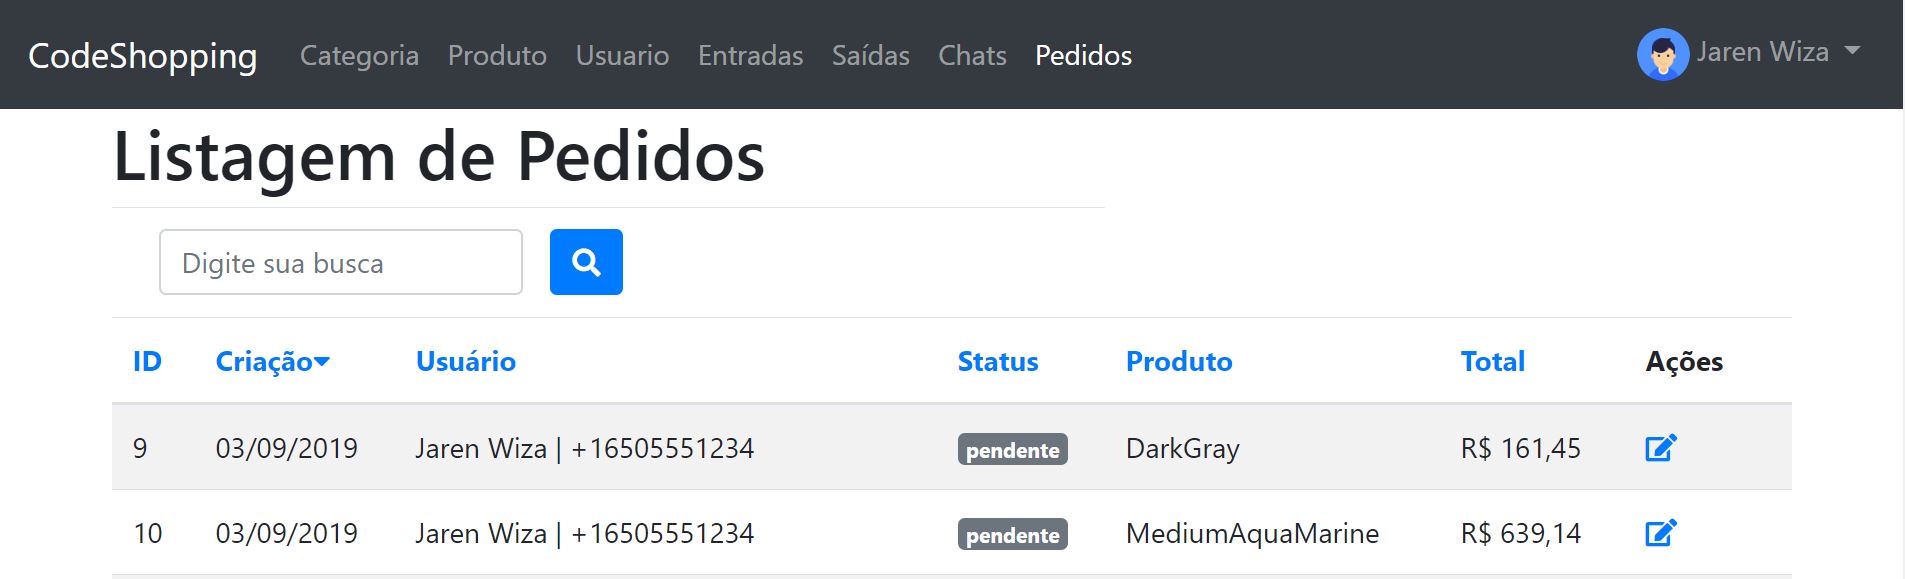 CodeShopping Categoria Produto Usuario Entradas Saídas Chats Pedidos Jaren Wiza
Listagem de Pedidos
Digite sua busca
ID Criação Usuário Status Produto Total Ações
9 03/09/2019 Jaren Wiza | +16505551234 pendente DarkGray R$ 161,45
10 03/09/2019 Jaren Wiza | +16505551234 pendente MediumAquaMarine R$ 639,14